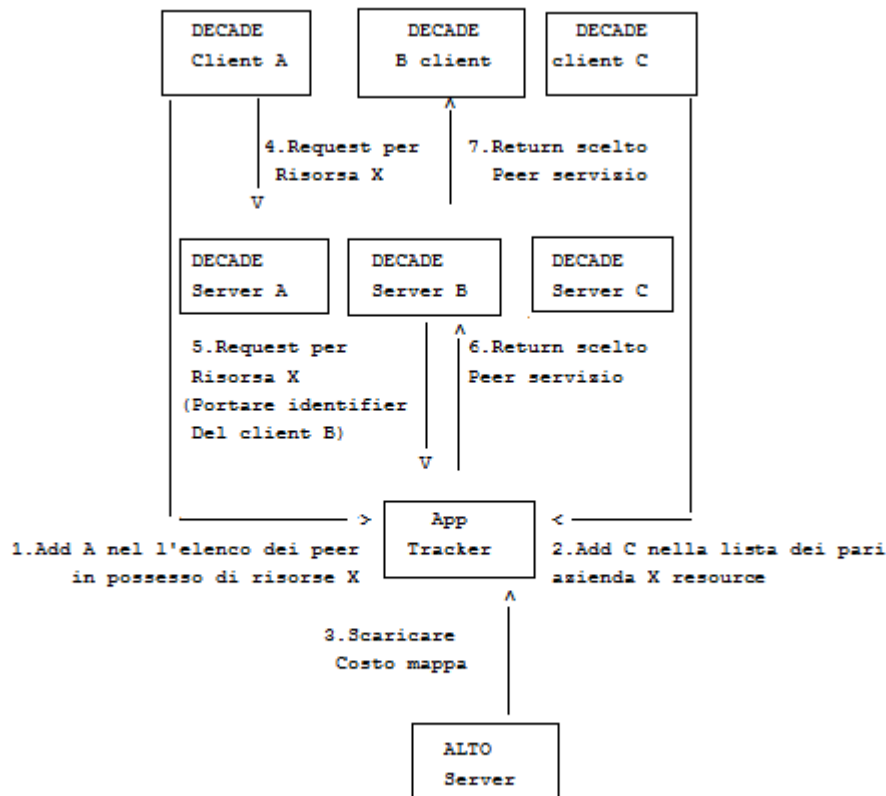 DECADE
Client A
DECADE
B client
DECADE
client C
4.Request per
Risorsa X
7.Return scelto
Peer servizio
DECADE
Server A
DECADE
Server B
DECADE
Server C
5.Request per
Risorsa X
(Portare identifier
Del client B)
6.Return scelto
Peer servizio
App
Tracker
1.Add A nel l'elenco dei peer
in possesso di risorse X
2.Add C nella lista dei pari
azienda X resource
3.Scaricare
Costo mappa
ALTO
Server